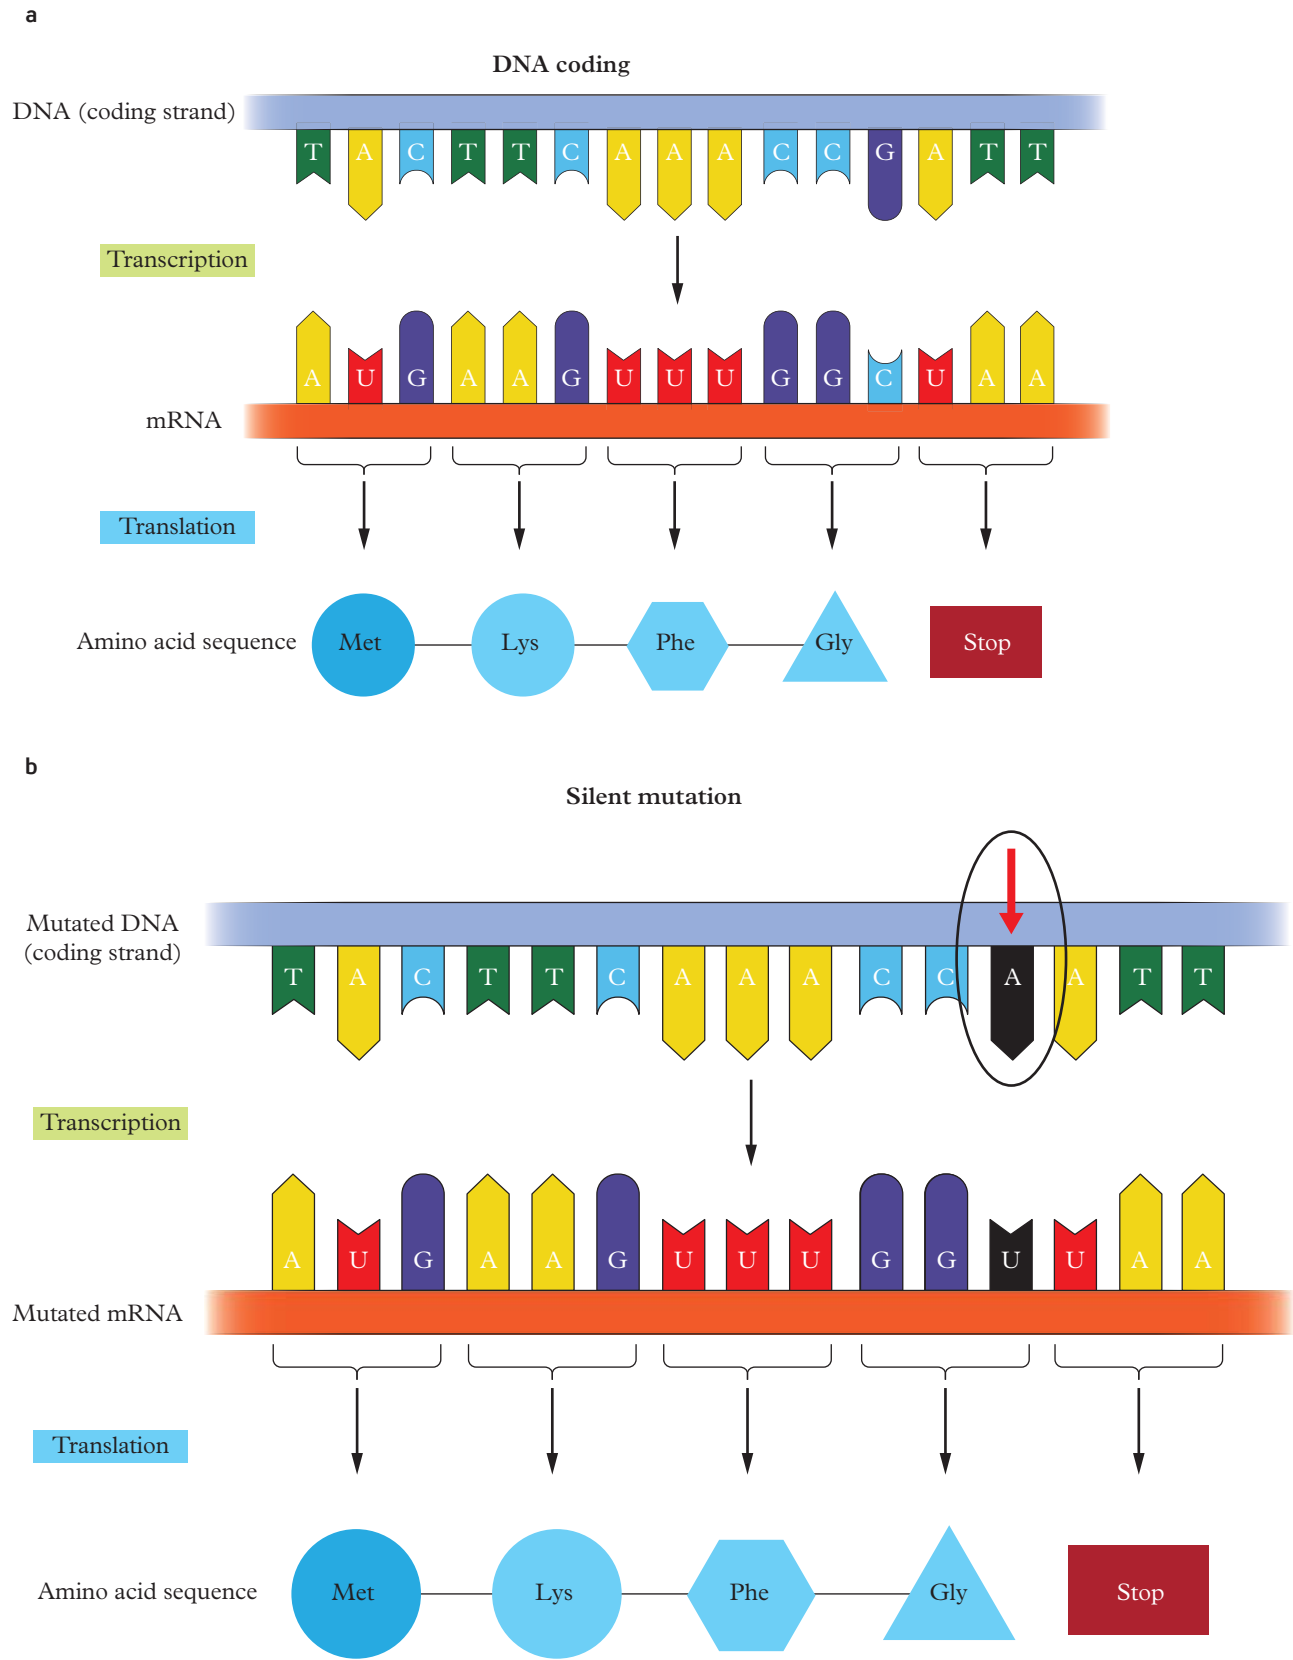 a
DNA coding
DNA (coding strand)
T A C T T C A A A C C G A T T
Transcription
A U G A A G U U U G G C U A A
mRNA
Translation
Amino acid sequence
Met Lys Phe Gly Stop
b
Silent mutation
Mutated DNA
(coding strand)
T A C T T C A A A C C A A T T
Transcription
A U G A A G U U U G G U U A A
Mutated mRNA
Translation
Amino acid sequence
Met Lys Phe Gly Stop